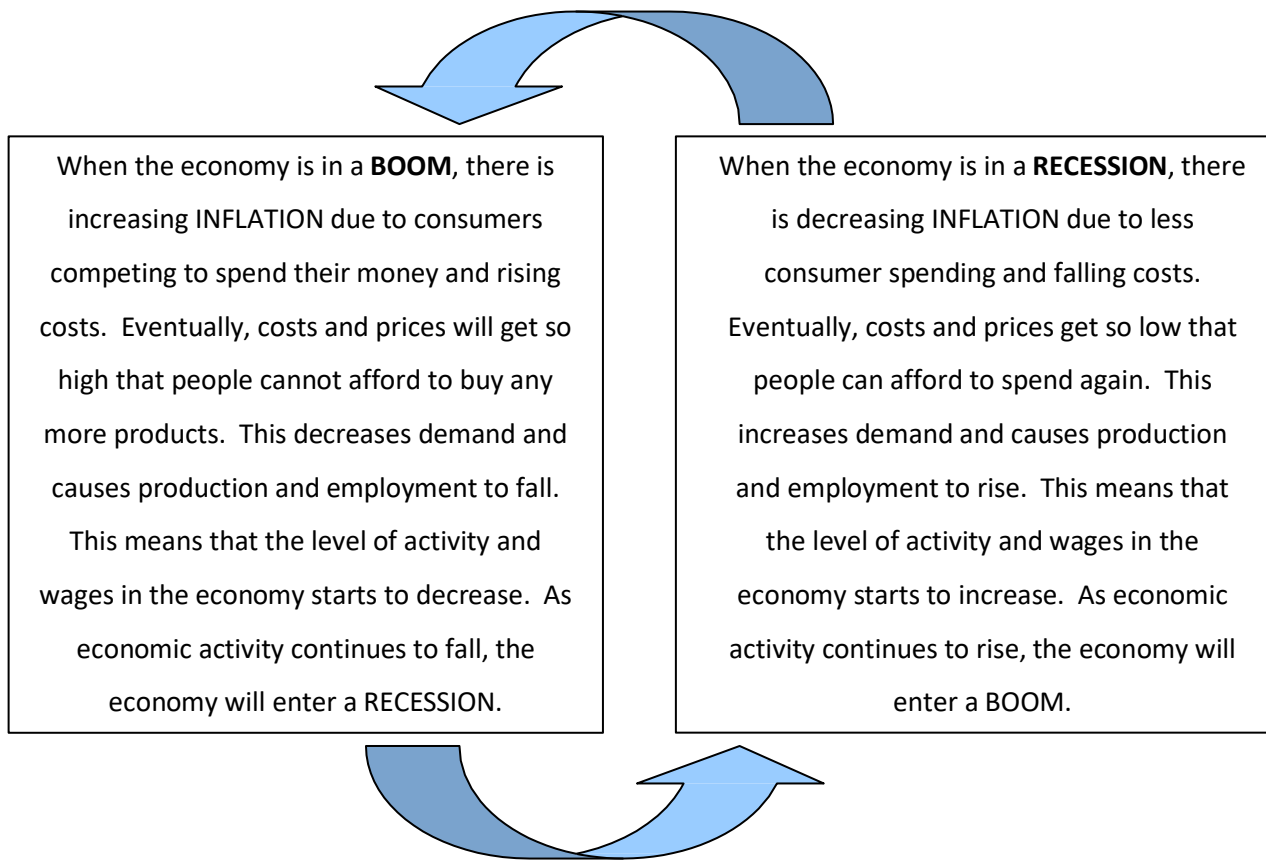 When the economy is in a BOOM, there is
increasing INFLATION due to consumers
competing to spend their money and rising
costs.  Eventually, costs and prices will get so
high that people cannot afford to buy any
more products.  This decreases demand and
causes production and employment to fall.
This means that the level of activity and
wages in the economy starts to decrease.  As
economic activity continues to fall, the
economy will enter a RECESSION.
When the economy is in a RECESSION, there
is decreasing INFLATION due to less
consumer spending and falling costs.
Eventually, costs and prices get so low that
people can afford to spend again.  This
increases demand and causes production
and employment to rise.  This means that
the level of activity and wages in the
economy starts to increase.  As economic
activity continues to rise, the economy will
enter a BOOM.